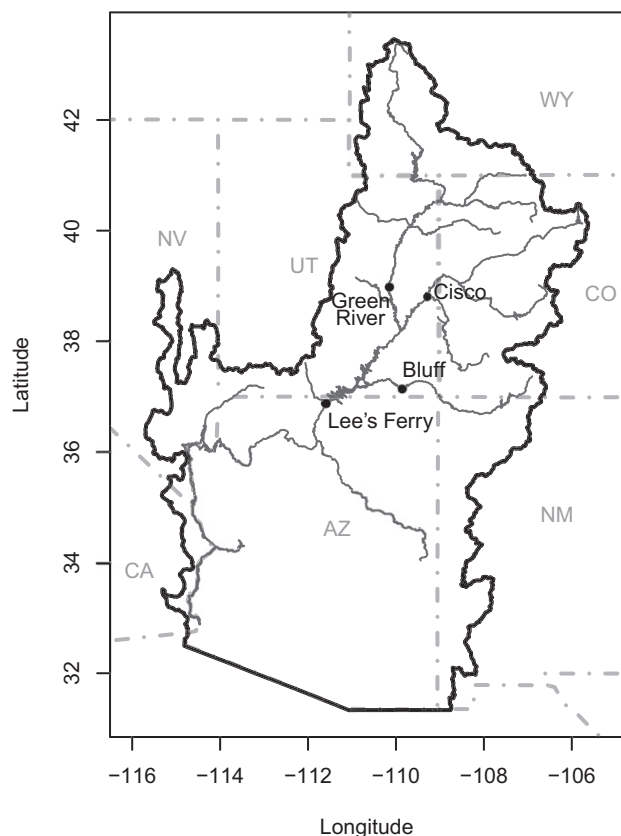 42
40
38
36
34
32
Latitude
−116
−114
−112
−110
−108
−106
Longitude
WY
NV
UT
CO
Green
River
Cisco
Bluff
Lee's Ferry
AZ
NM
CA